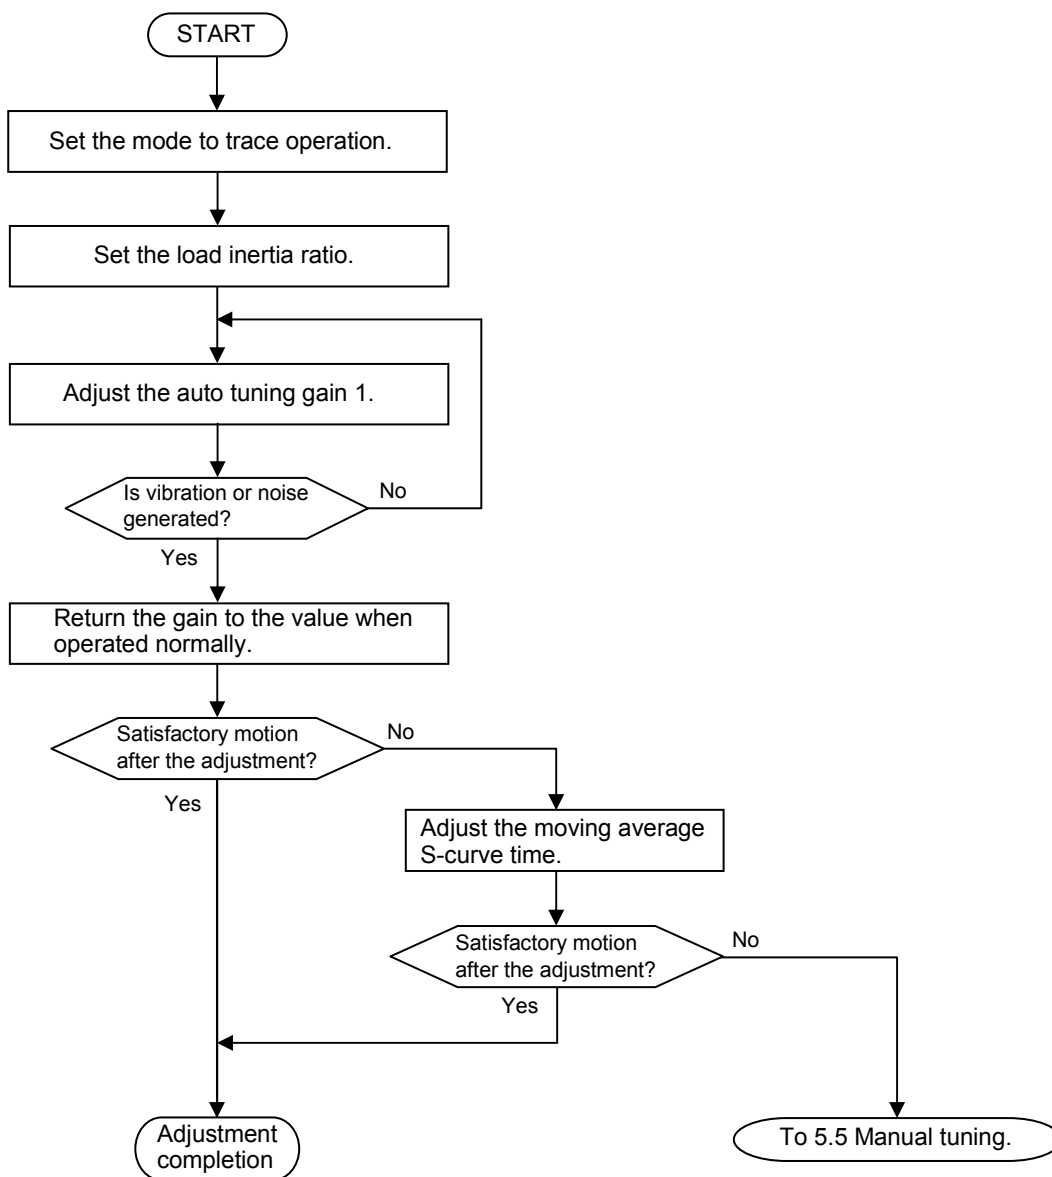 START
Set the mode to trace operation.
Set the load inertia ratio.
Adjust the auto tuning gain 1.
Is vibration or noise
generated?
No
Yes
Return the gain to the value when
operated normally.
Satisfactory motion
after the adjustment?
No
Yes
Adjust the moving average
S-curve time.
Satisfactory motion
after the adjustment?
No
Yes
Adjustment
completion
To 5.5 Manual tuning.